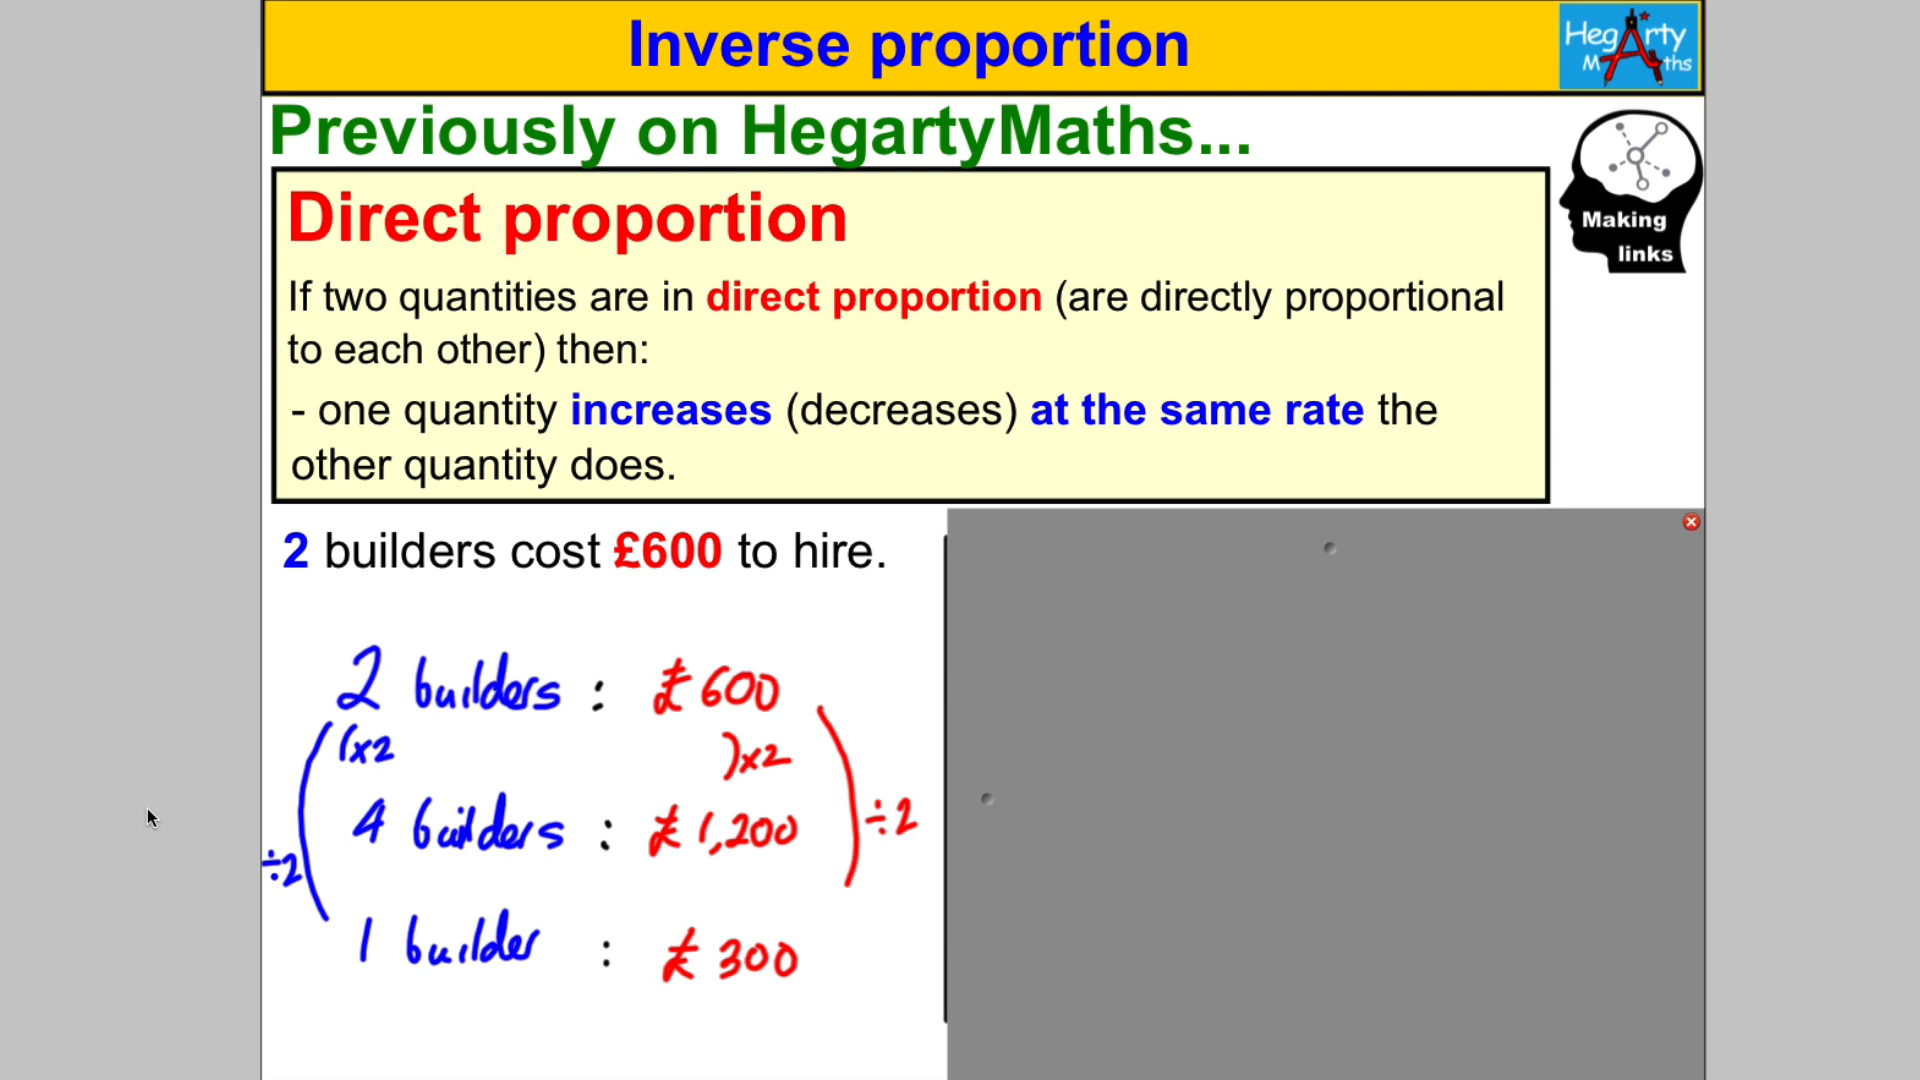 Inverse proportion
Hegarty
Maths
Previously on HegartyMaths...
Making
links
Direct proportion
If two quantities are in direct proportion (are directly proportional
to each other) then:
- one quantity increases (decreases) at the same rate the
other quantity does.
2 builders cost £600 to hire.
2 builders : £600
(x2 )x2
4 builders : £1,200
÷2 ÷2
1 builder : £300